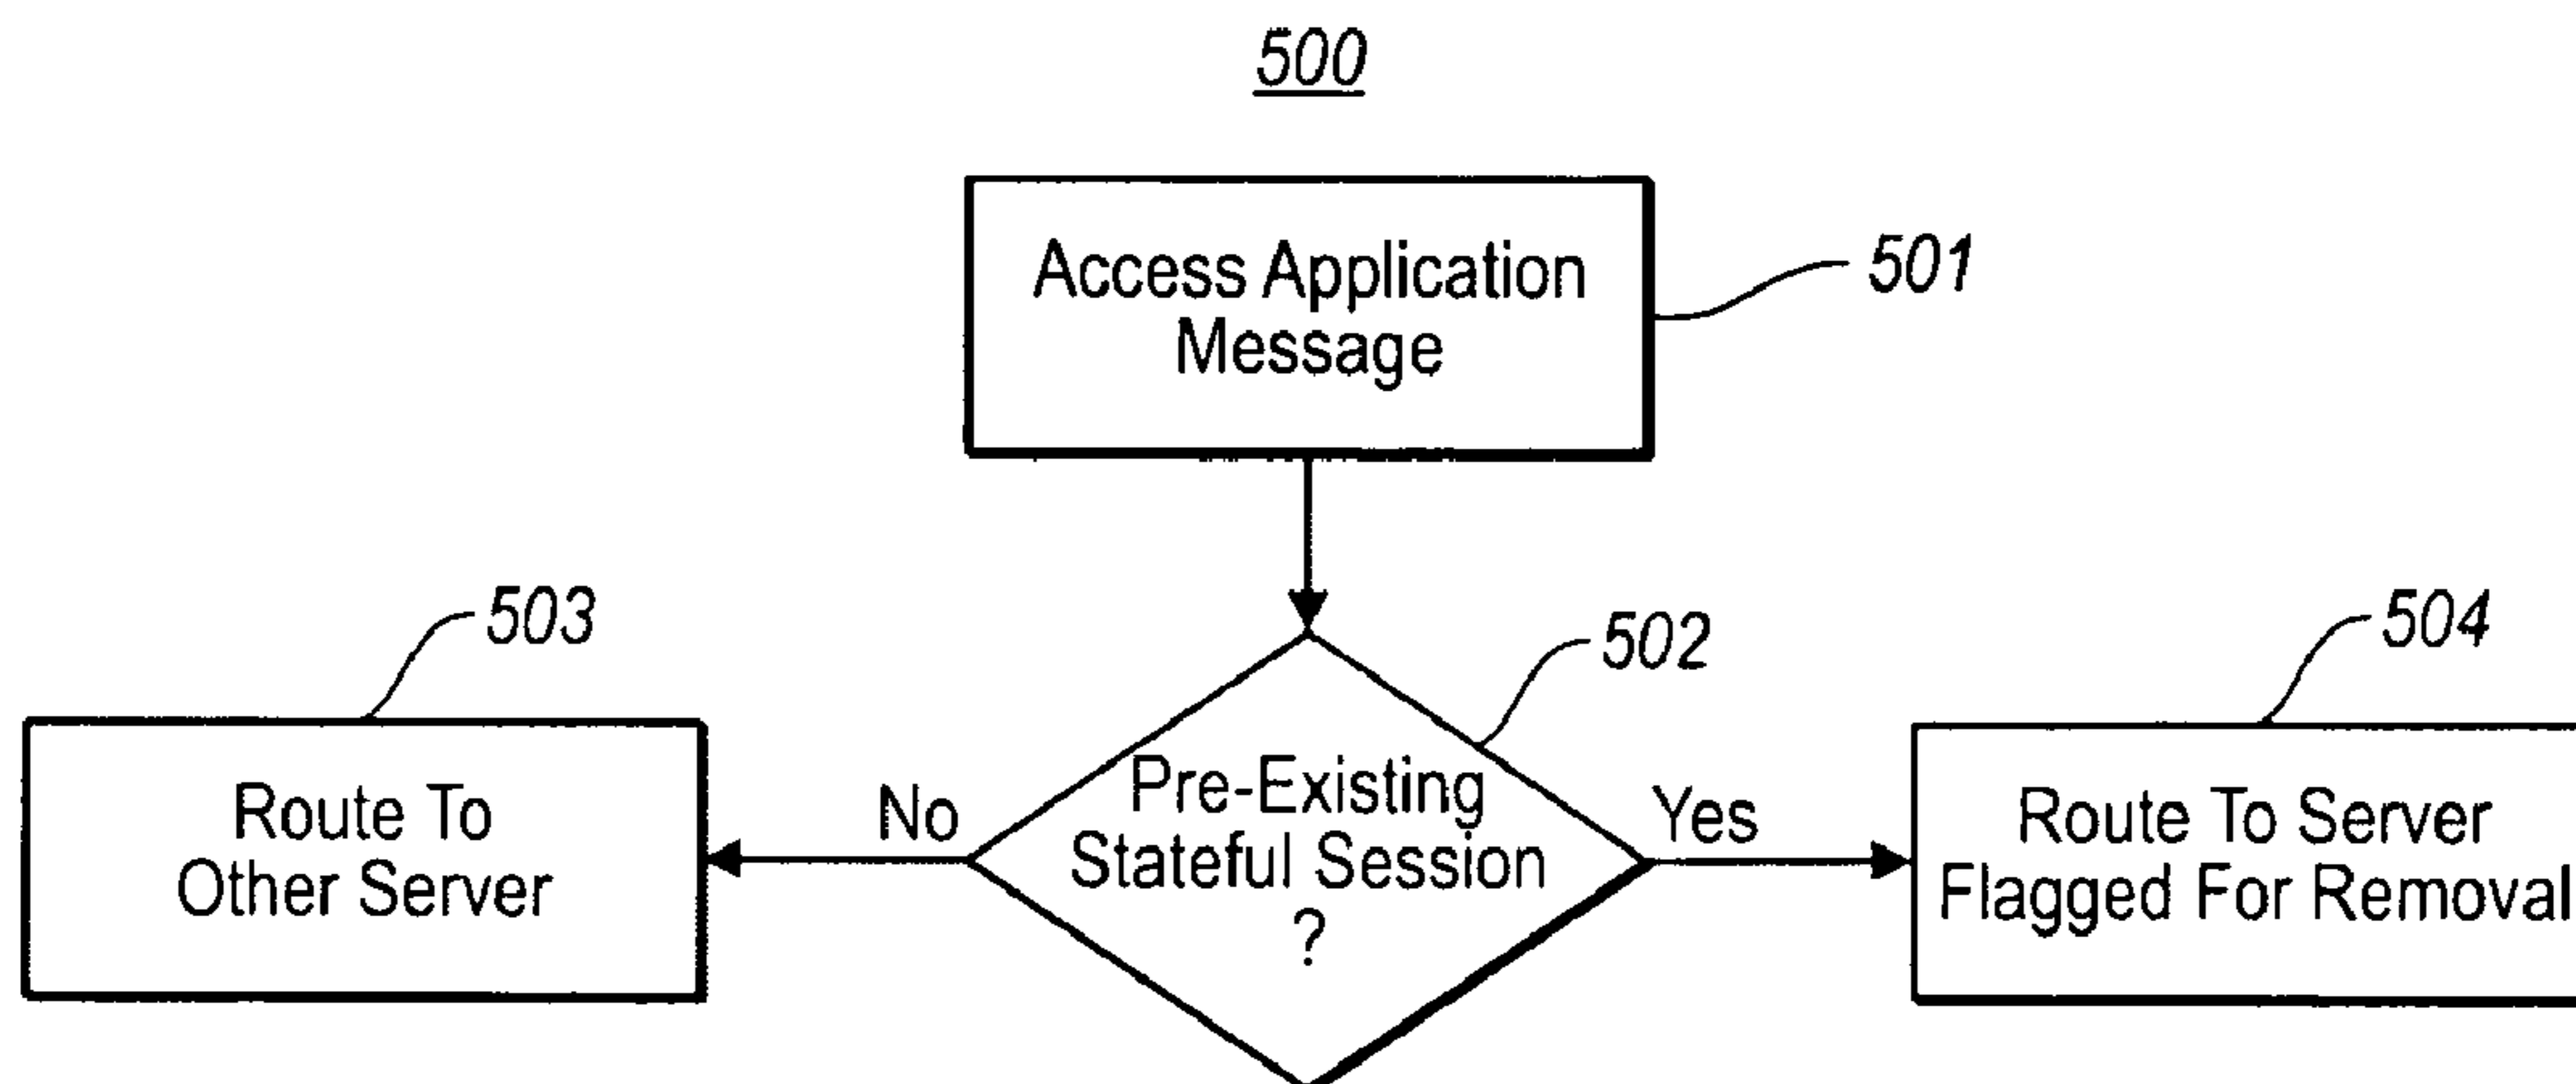 500
Access Application
Message
501
503
502
504
Route To
Other Server
No
Pre-Existing
Stateful Session
?
Yes
Route To Server
Flagged For Removal